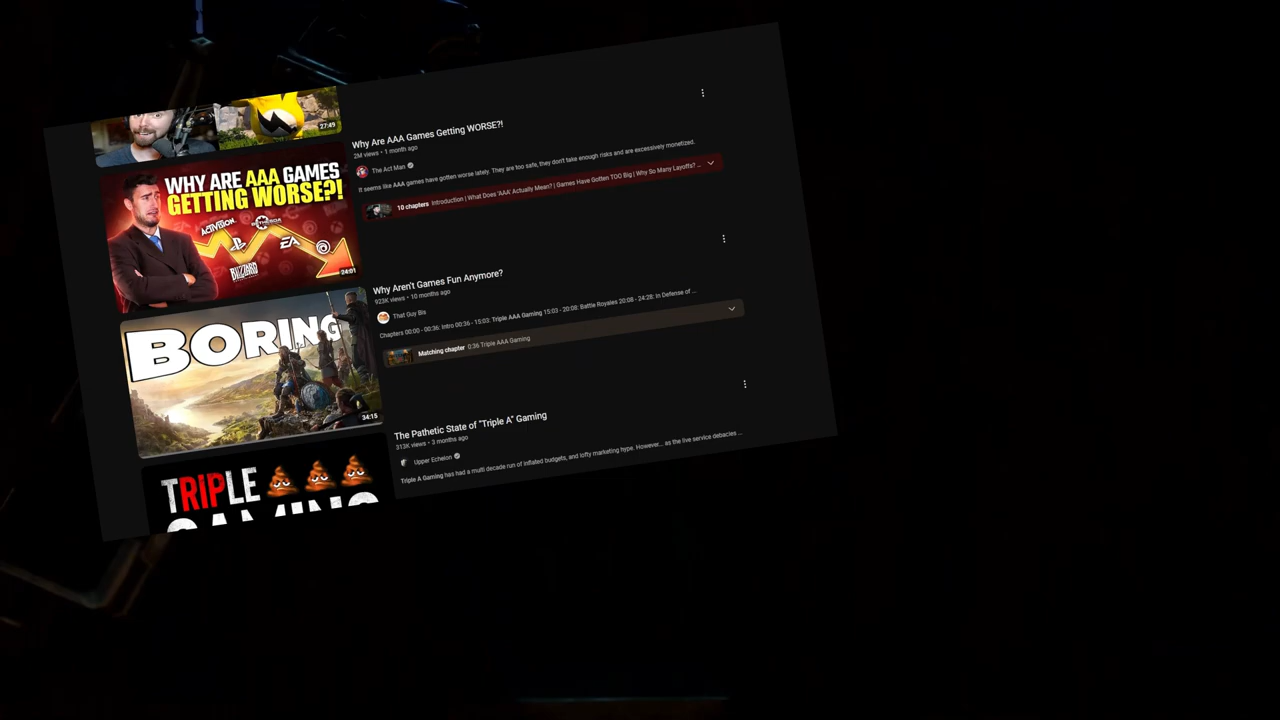 27:49
WHY ARE AAA GAMES
GETTING WORSE?!
ACTIVISION
BETHESDA
EA
BLIZZARD
24:01
Why Are AAA Games Getting WORSE?!
2M views • 1 month ago
The Act Man
It seems like AAA games have gotten worse lately. They are too safe, they don't take enough risks and are excessively monetized.
10 chapters Introduction | What Does 'AAA' Actually Mean? | Games Have Gotten TOO Big | Why So Many Layoffs? ...
BORING
34:15
Why Aren't Games Fun Anymore?
923K views • 10 months ago
That Guy Bis
Chapters 00:00 - 00:36: Intro 00:36 - 15:03: Triple AAA Gaming 15:03 - 20:08: Battle Royales 20:08 - 24:28: In Defense of ...
Matching chapter 0:36 Triple AAA Gaming
TRIPLE
GAMING
The Pathetic State of "Triple A" Gaming
313K views • 3 months ago
Upper Echelon
Triple A Gaming has had a multi decade run of inflated budgets, and lofty marketing hype. However... as the live service debacles ...